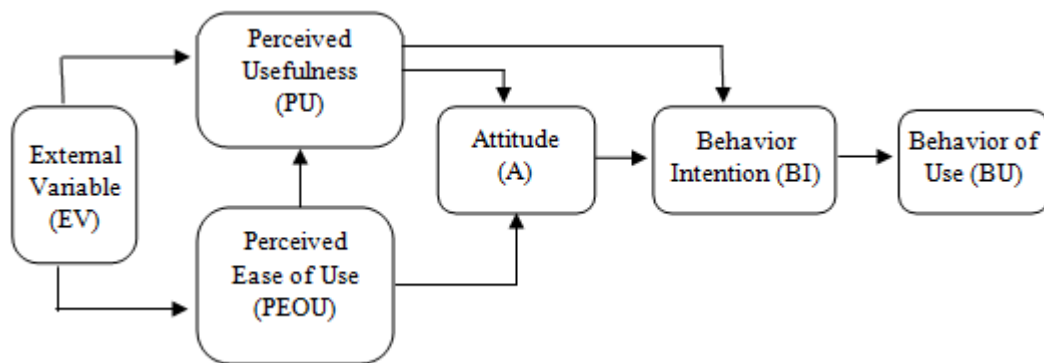 External
Variable
(EV)
Perceived
Usefulness
(PU)
Perceived
Ease of Use
(PEOU)
Attitude
(A)
Behavior
Intention (BI)
Behavior of
Use (BU)